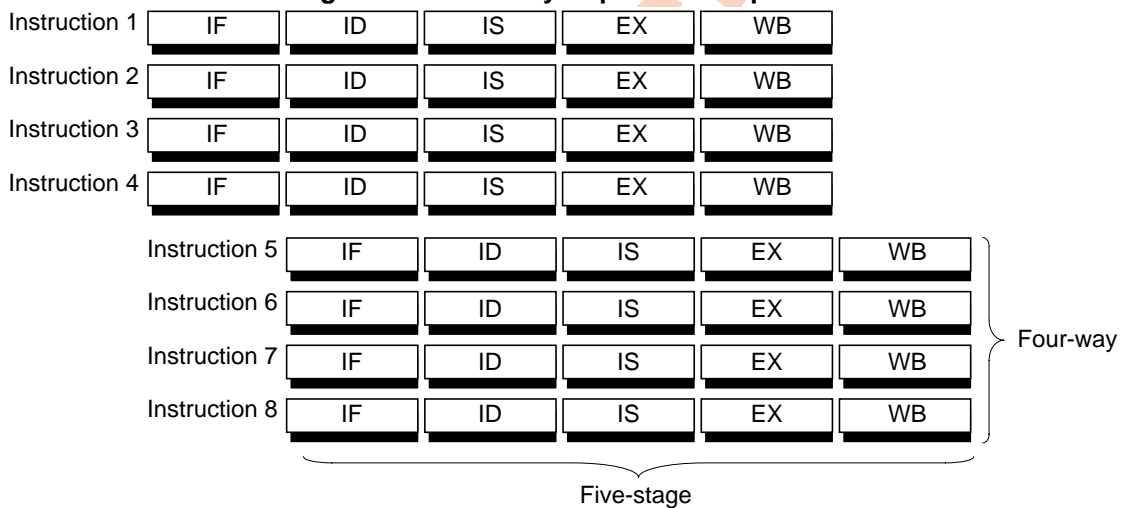 Instruction 1 IF ID IS EX WB
Instruction 2 IF ID IS EX WB
Instruction 3 IF ID IS EX WB
Instruction 4 IF ID IS EX WB
Instruction 5 IF ID IS EX WB
Instruction 6 IF ID IS EX WB
Instruction 7 IF ID IS EX WB
Instruction 8 IF ID IS EX WB
Four-way
Five-stage